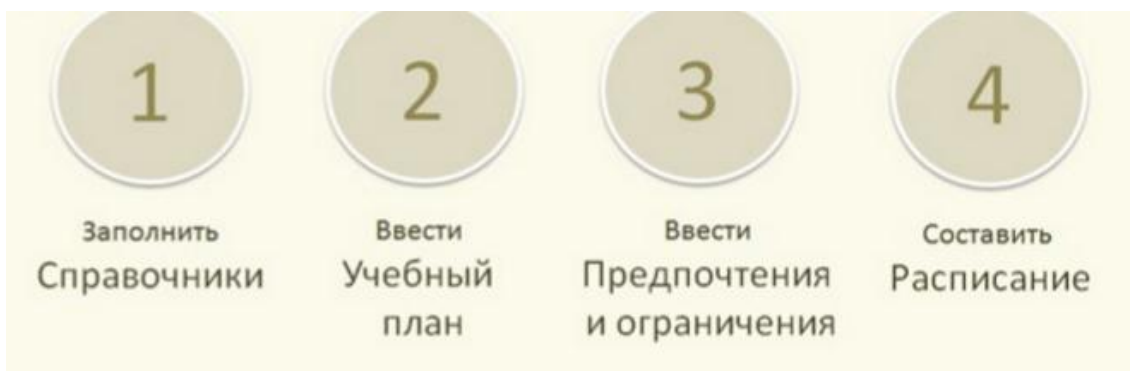 1
2
3
4
Заполнить
Справочники
Ввести
Учебный
план
Ввести
Предпочтения
и ограничения
Составить
Расписание